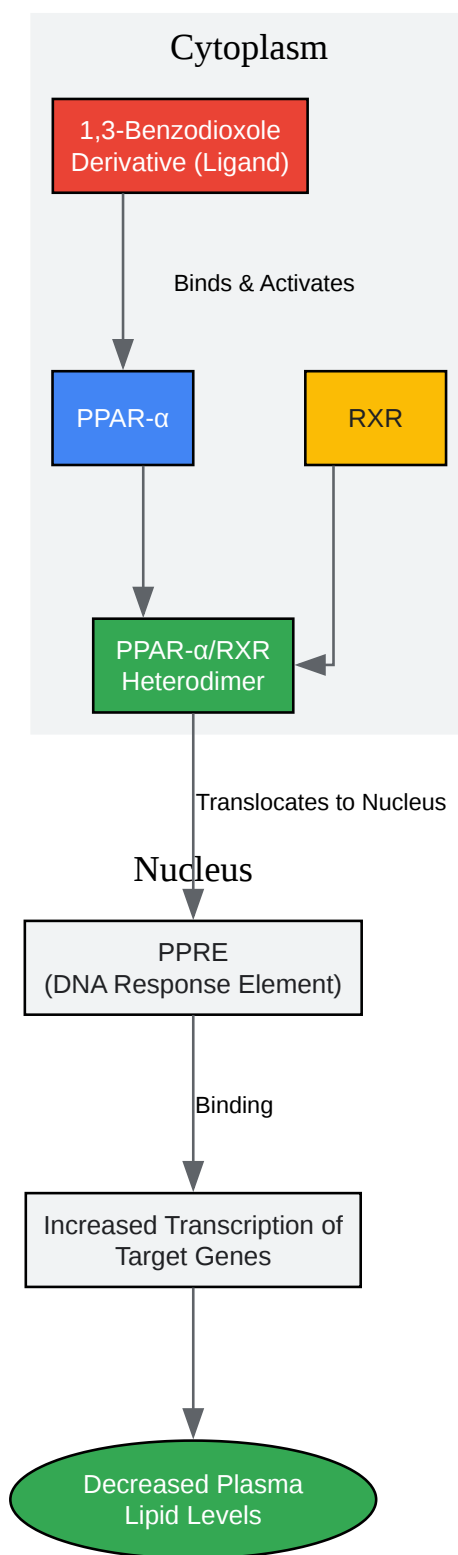 Cytoplasm
1,3-Benzodioxole
Derivative (Ligand)
Binds & Activates
PPAR-α
RXR
PPAR-α/RXR
Heterodimer
Translocates to Nucleus
Nucleus
PPRE
(DNA Response Element)
Binding
Increased Transcription of
Target Genes
Decreased Plasma
Lipid Levels